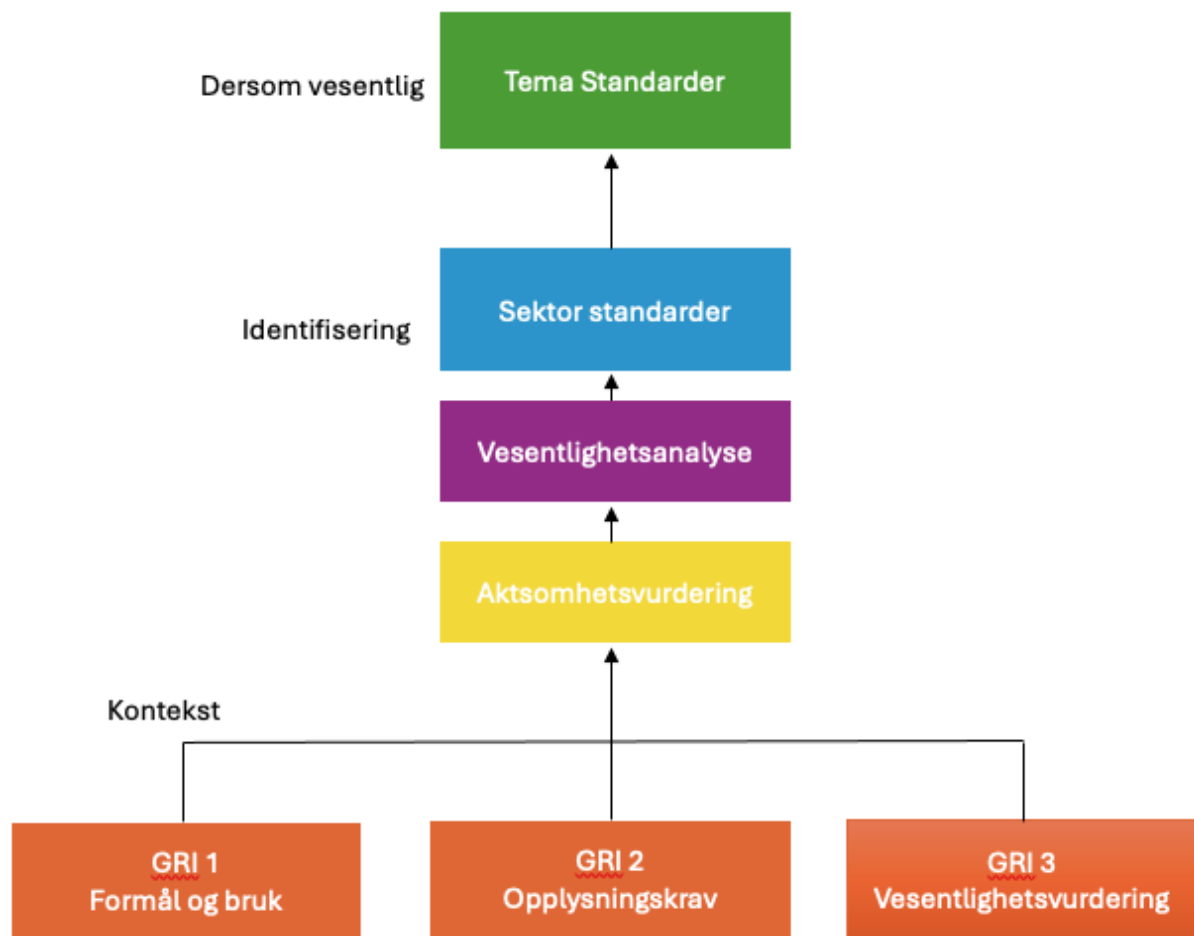 Dersom vesentlig
Tema Standarder
Identifisering
Sektor standarder
Vesentlighetsanalyse
Aktsomhetsvurdering
Kontekst
GRI 1
Formål og bruk
GRI 2
Opplysningskrav
GRI 3
Vesentlighetsvurdering